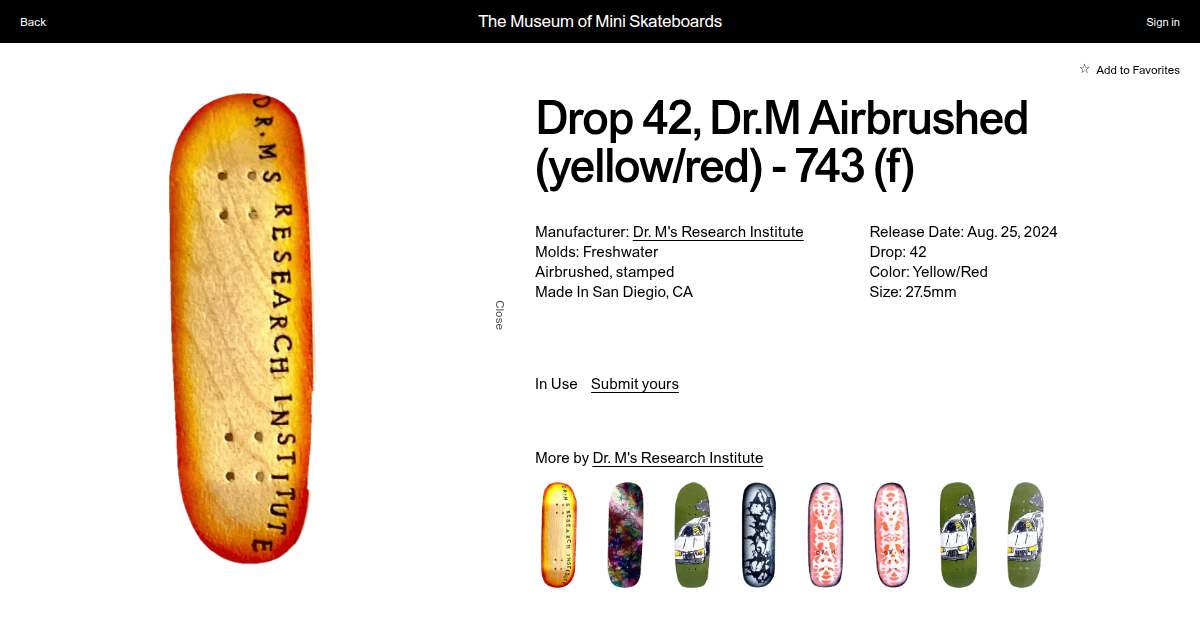 Back
The Museum of Mini Skateboards
Sign in
☆ Add to Favorites
DR.MS RESEARCH INSTITUTE
Drop 42, Dr.M Airbrushed
(yellow/red) - 743 (f)
Manufacturer: Dr. M's Research Institute
Molds: Freshwater
Airbrushed, stamped
Made In San Diegio, CA
Release Date: Aug. 25, 2024
Drop: 42
Color: Yellow/Red
Size: 27.5mm
Close
In Use Submit yours
More by Dr. M's Research Institute